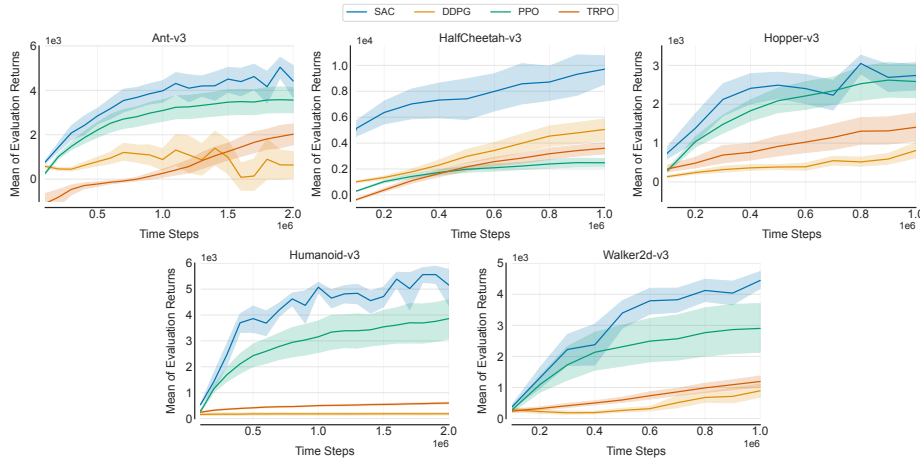 SAC DDPG PPO TRPO
Ant-v3
1e3
Mean of Evaluation Returns
6
4
2
0
0.5 1.0 1.5 2.0
1e6
Time Steps
HalfCheetah-v3
1e4
Mean of Evaluation Returns
1.0
0.8
0.6
0.4
0.2
0.0
0.2 0.4 0.6 0.8 1.0
1e6
Time Steps
Hopper-v3
1e3
Mean of Evaluation Returns
3
2
1
0
0.2 0.4 0.6 0.8 1.0
1e6
Time Steps
Humanoid-v3
1e3
Mean of Evaluation Returns
6
5
4
3
2
1
0
0.5 1.0 1.5 2.0
1e6
Time Steps
Walker2d-v3
1e3
Mean of Evaluation Returns
5
4
3
2
1
0
0.2 0.4 0.6 0.8 1.0
1e6
Time Steps